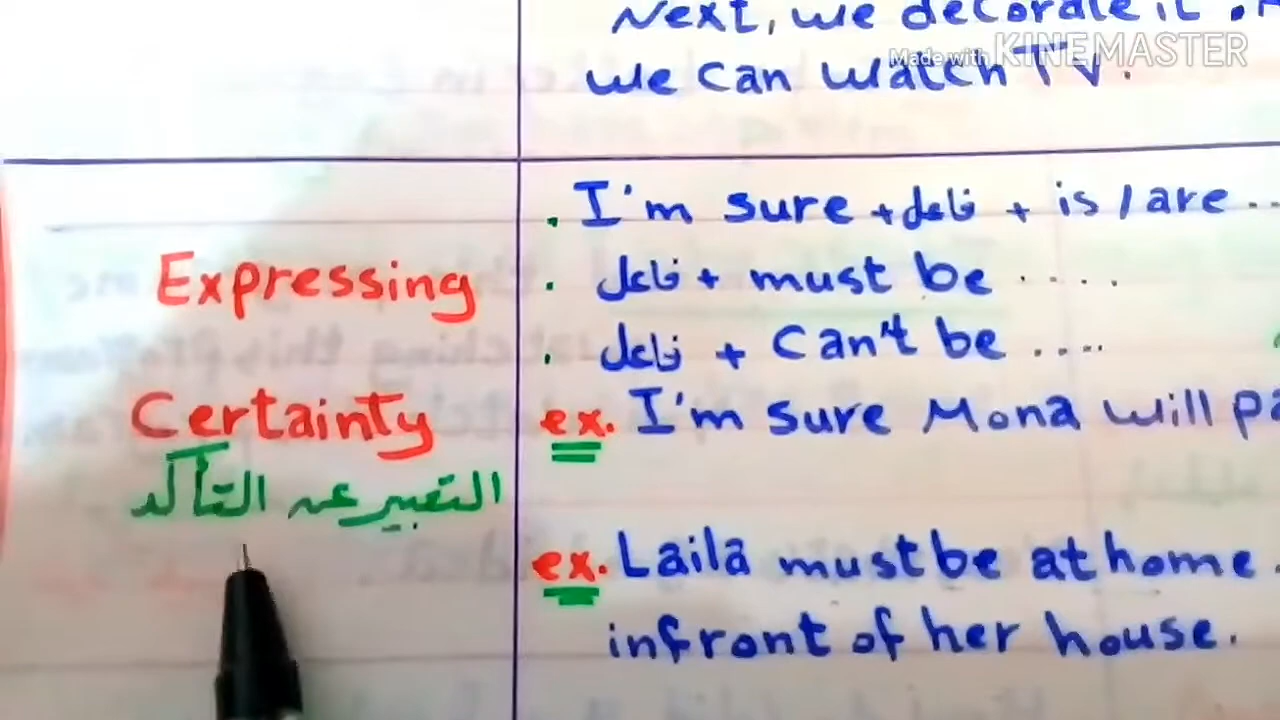 Next, we decorate it.
Made with KINEMASTER
we can watch TV.
. I'm sure + فاعل + is / are ...
Expressing
. فاعل + must be ....
. فاعل + Can't be ....
Certainty
ex. I'm sure Mona will pa
التعبير عن التأكد
ex. Laila must be at home.
infront of her house.